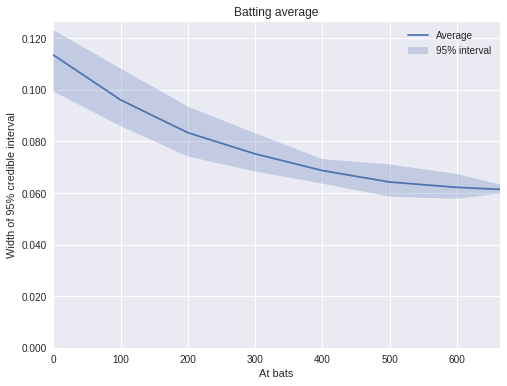 Batting average
Average
95% interval
0.120
0.100
0.080
0.060
0.040
0.020
0.000
Width of 95% credible interval
0 100 200 300 400 500 600
At bats